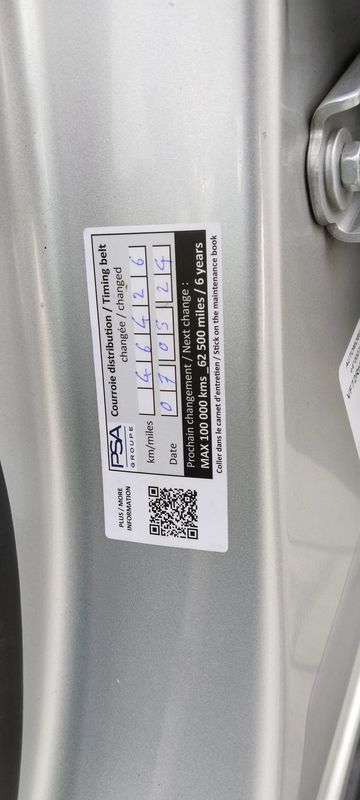 PLUS / MORE
INFORMATION
PSA
GROUPE
Courroie distribution / Timing belt
changée / changed
km/miles 46426
Date 07 05 24
Prochain changement / Next change :
MAX 100 000 kms _62 500 miles / 6 years
Coller dans le carnet d'entretien / Stick on the maintenance book